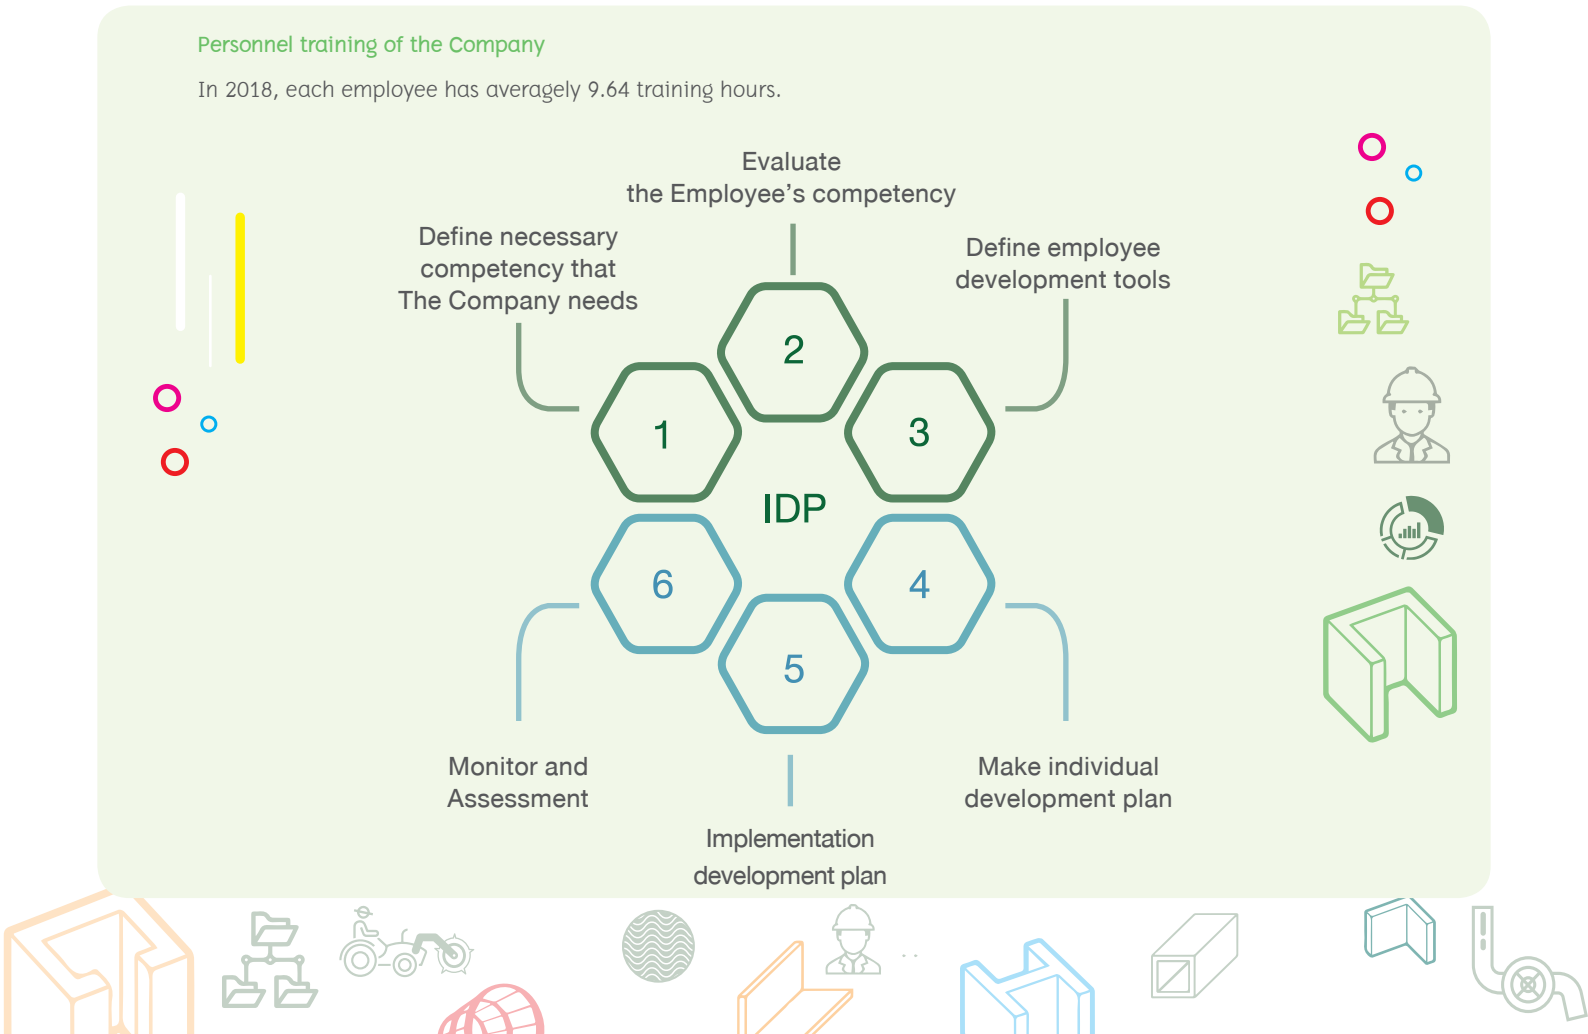 Personnel training of the Company
In 2018, each employee has averagely 9.64 training hours.
Evaluate
the Employee's competency
Define necessary
competency that
The Company needs
Define employee
development tools
2
1
3
IDP
6
4
5
Monitor and
Assessment
Make individual
development plan
Implementation
development plan